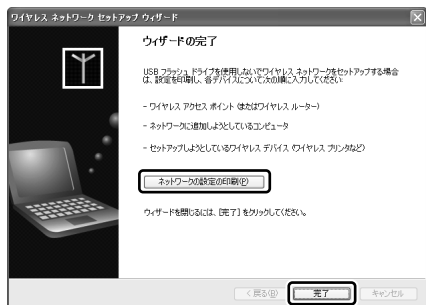 ワイヤレス ネットワーク セットアップ ウィザード
ウィザードの完了
USB フラッシュ ドライブを使用しないでワイヤレス ネットワークをセットアップする場合
は、設定を印刷し、各デバイスについて次の順に入力してください:
- ワイヤレス アクセス ポイント (またはワイヤレス ルーター)
- ネットワークに追加しようとしているコンピュータ
- セットアップしようとしているワイヤレス デバイス (ワイヤレス プリンタなど)
ネットワークの設定の印刷(P)
ウィザードを閉じるには、[完了] をクリックしてください。
< 戻る(B)
完了
キャンセル